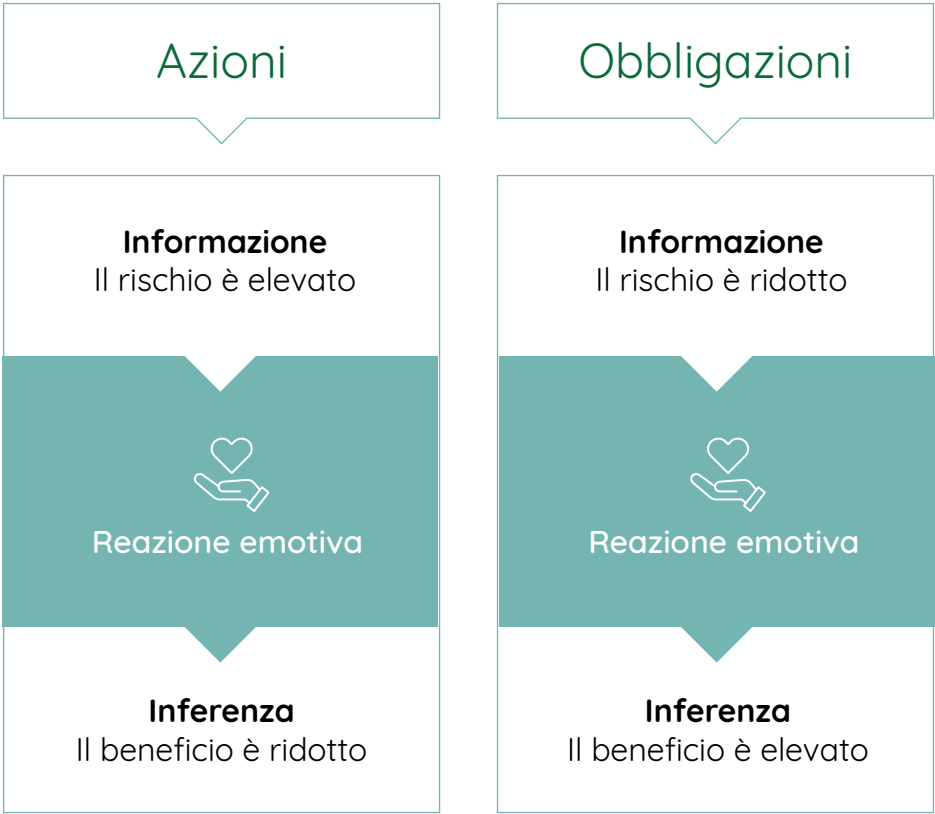 Azioni
Informazione
Il rischio è elevato
Reazione emotiva
Inferenza
Il beneficio è ridotto
Obbligazioni
Informazione
Il rischio è ridotto
Reazione emotiva
Inferenza
Il beneficio è elevato